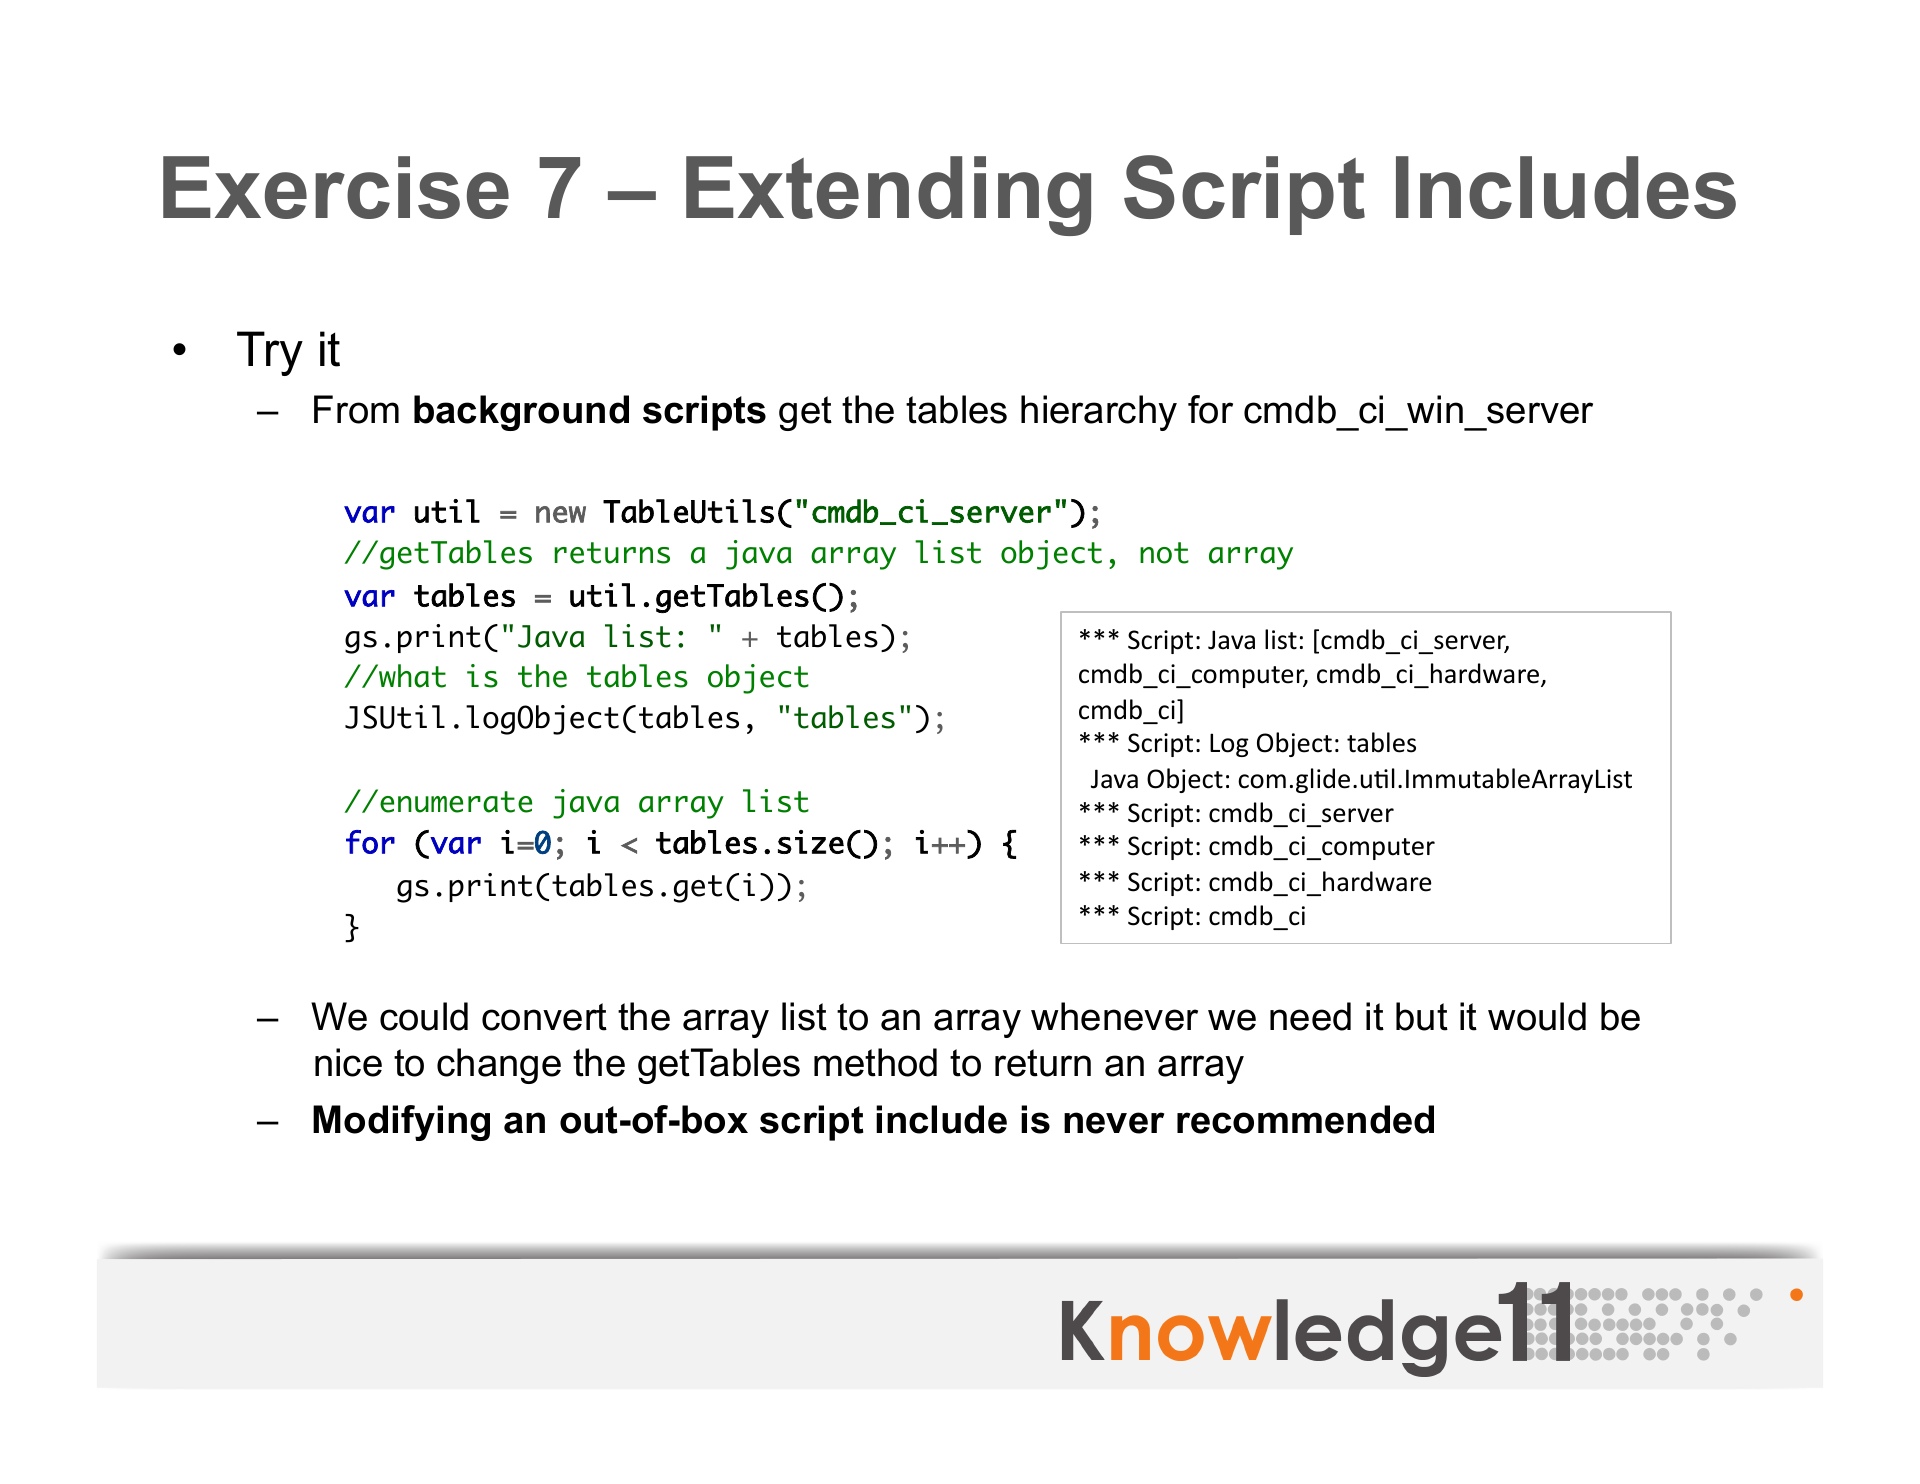 Exercise 7 – Extending Script Includes
• Try it
– From background scripts get the tables hierarchy for cmdb_ci_win_server
var util = new TableUtils("cmdb_ci_server");
//getTables returns a java array list object, not array
var tables = util.getTables();
gs.print("Java list: " + tables);
//what is the tables object
JSUtil.logObject(tables, "tables");
//enumerate java array list
for (var i=0; i < tables.size(); i++) {
   gs.print(tables.get(i));
}
*** Script: Java list: [cmdb_ci_server,
cmdb_ci_computer, cmdb_ci_hardware,
cmdb_ci]
*** Script: Log Object: tables
Java Object: com.glide.util.ImmutableArrayList
*** Script: cmdb_ci_server
*** Script: cmdb_ci_computer
*** Script: cmdb_ci_hardware
*** Script: cmdb_ci
– We could convert the array list to an array whenever we need it but it would be
nice to change the getTables method to return an array
– Modifying an out-of-box script include is never recommended
Knowledge11